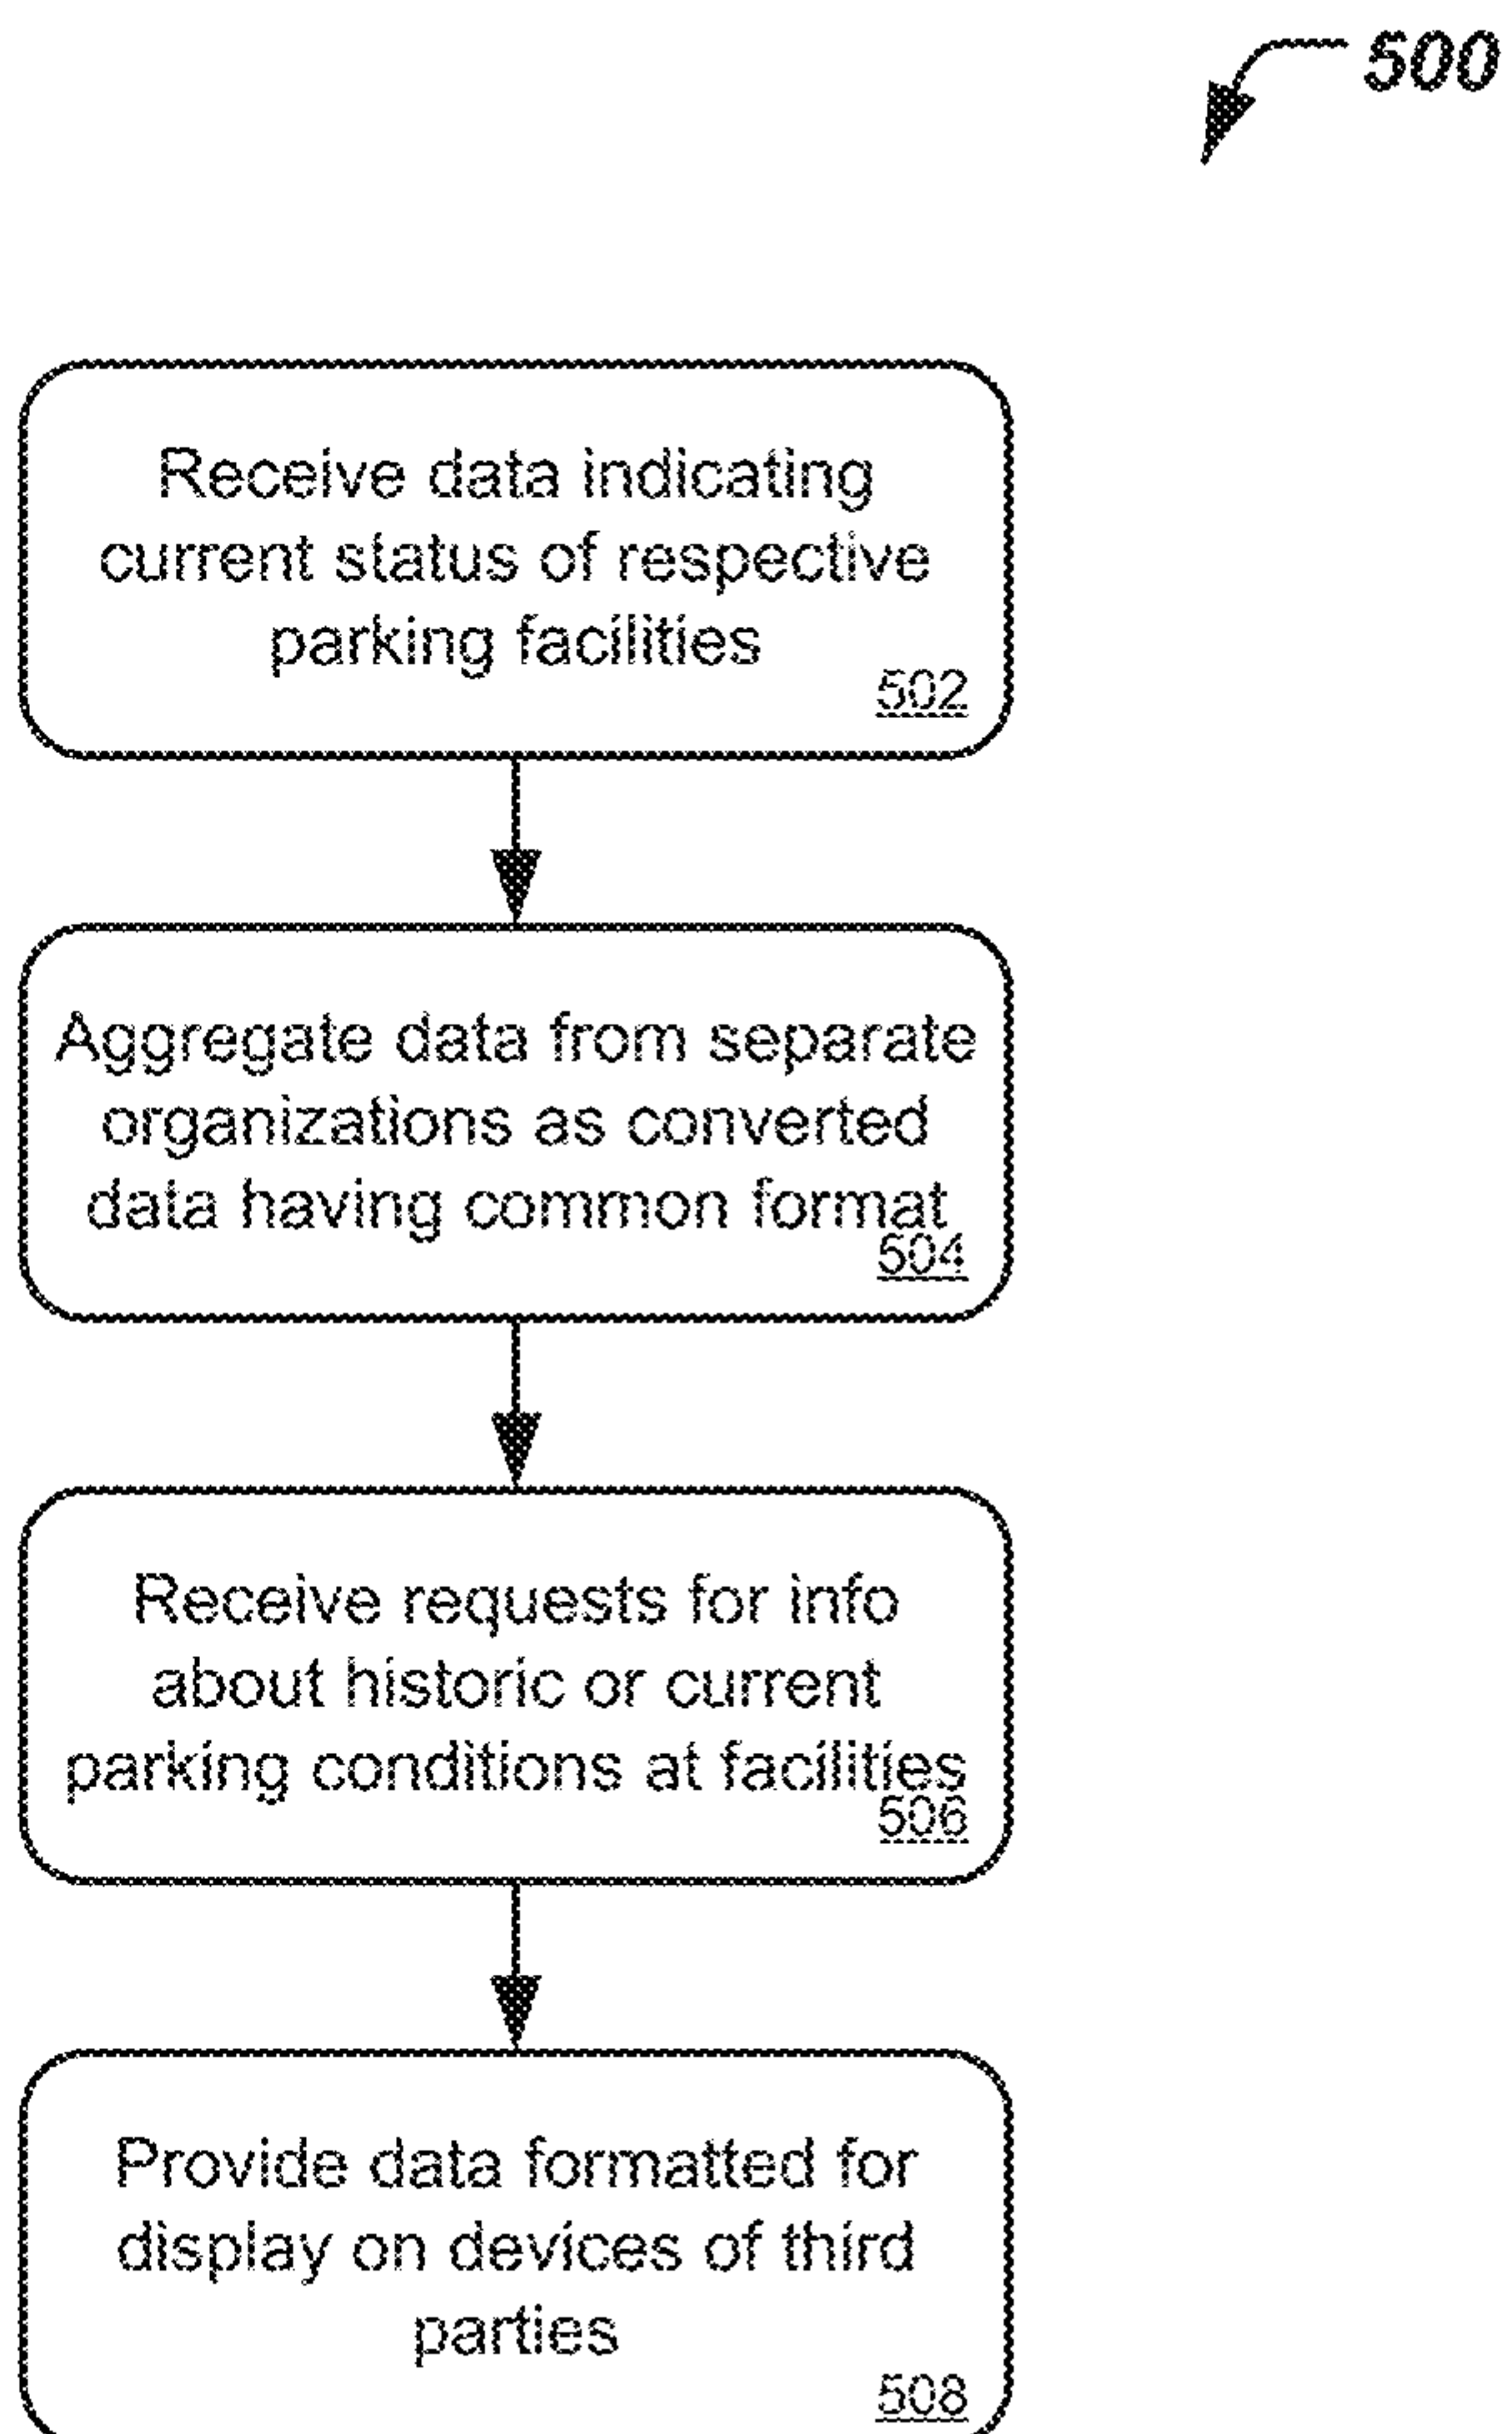 500
Receive data indicating
current status of respective
parking facilities
502
Aggregate data from separate
organizations as converted
data having common format
504
Receive requests for info
about historic or current
parking conditions at facilities
506
Provide data formatted for
display on devices of third
parties
508